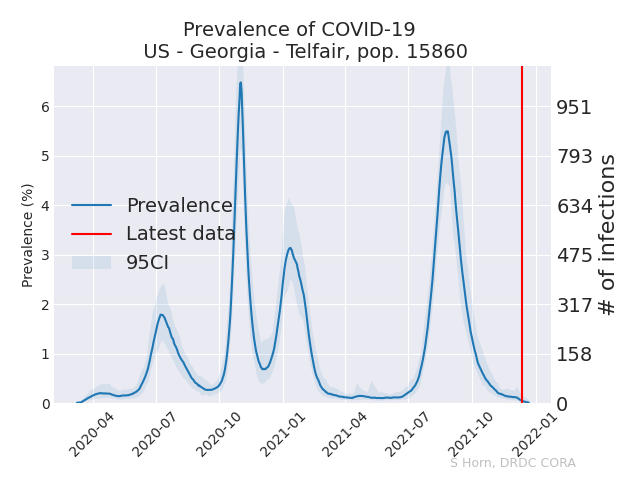 Prevalence of COVID-19
US - Georgia - Telfair, pop. 15860
Prevalence (%)
6
5
4
3
2
1
0
Prevalence
Latest data
95CI
951
793
634
475
317
158
0
# of infections
2020-04
2020-07
2020-10
2021-01
2021-04
2021-07
2021-10
2022-01
S Horn, DRDC CORA